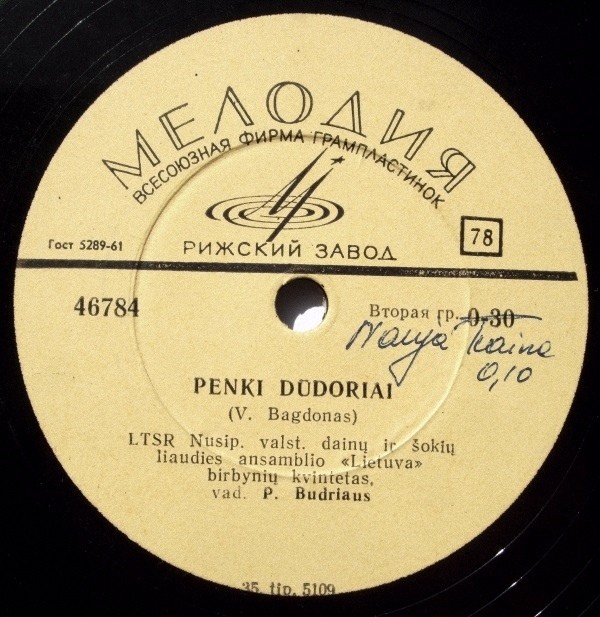 МЕЛОДИЯ
ВСЕСОЮЗНАЯ ФИРМА ГРАМПЛАСТИНОК
РИЖСКИЙ ЗАВОД
78
Гост 5289-61
46784
Вторая гр. 0-30
Nauja kaina
0,10
PENKI DŪDORIAI
(V. Bagdonas)
LTSR Nusip. valst. dainų ir šokių
liaudies ansamblio «Lietuva»
birbynių kvintetas,
vad. P. Budriaus
35. tip. 5109